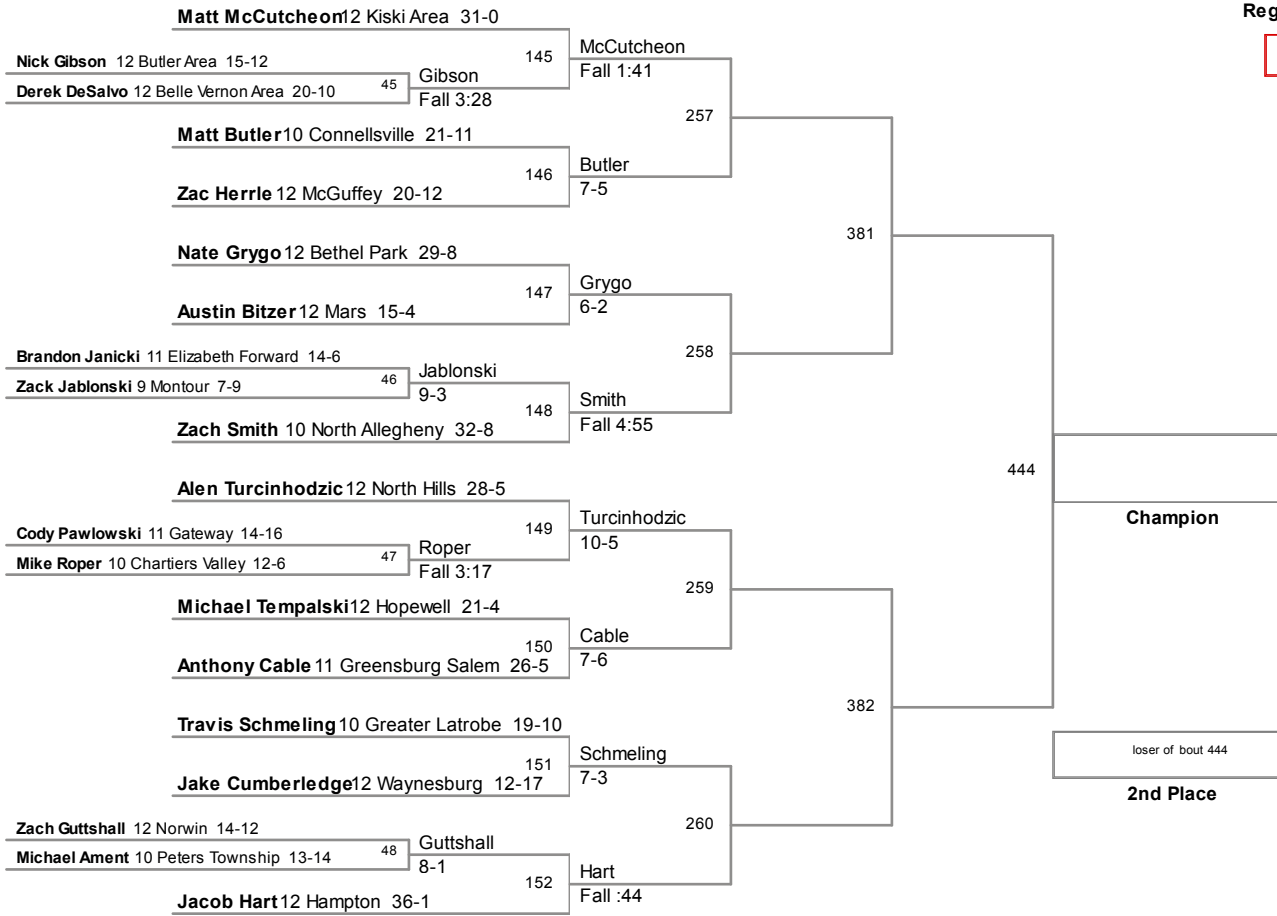 Matt McCutcheon 12 Kiski Area 31-0
Reg
145
McCutcheon
Fall 1:41
Nick Gibson 12 Butler Area 15-12
45
Gibson
Fall 3:28
Derek DeSalvo 12 Belle Vernon Area 20-10
257
Matt Butler 10 Connellsville 21-11
146
Butler
7-5
Zac Herrle 12 McGuffey 20-12
381
Nate Grygo 12 Bethel Park 29-8
147
Grygo
6-2
Austin Bitzer 12 Mars 15-4
258
Brandon Janicki 11 Elizabeth Forward 14-6
46
Jablonski
9-3
Zack Jablonski 9 Montour 7-9
148
Smith
Fall 4:55
Zach Smith 10 North Allegheny 32-8
444
Champion
Alen Turcinhodzic 12 North Hills 28-5
149
Turcinhodzic
10-5
Cody Pawlowski 11 Gateway 14-16
47
Roper
Fall 3:17
Mike Roper 10 Chartiers Valley 12-6
259
Michael Tempalski 12 Hopewell 21-4
150
Cable
7-6
Anthony Cable 11 Greensburg Salem 26-5
382
Travis Schmeling 10 Greater Latrobe 19-10
151
Schmeling
7-3
Jake Cumberledge 12 Waynesburg 12-17
loser of bout 444
2nd Place
260
Zach Guttshall 12 Norwin 14-12
48
Guttshall
8-1
Michael Ament 10 Peters Township 13-14
152
Hart
Fall :44
Jacob Hart 12 Hampton 36-1